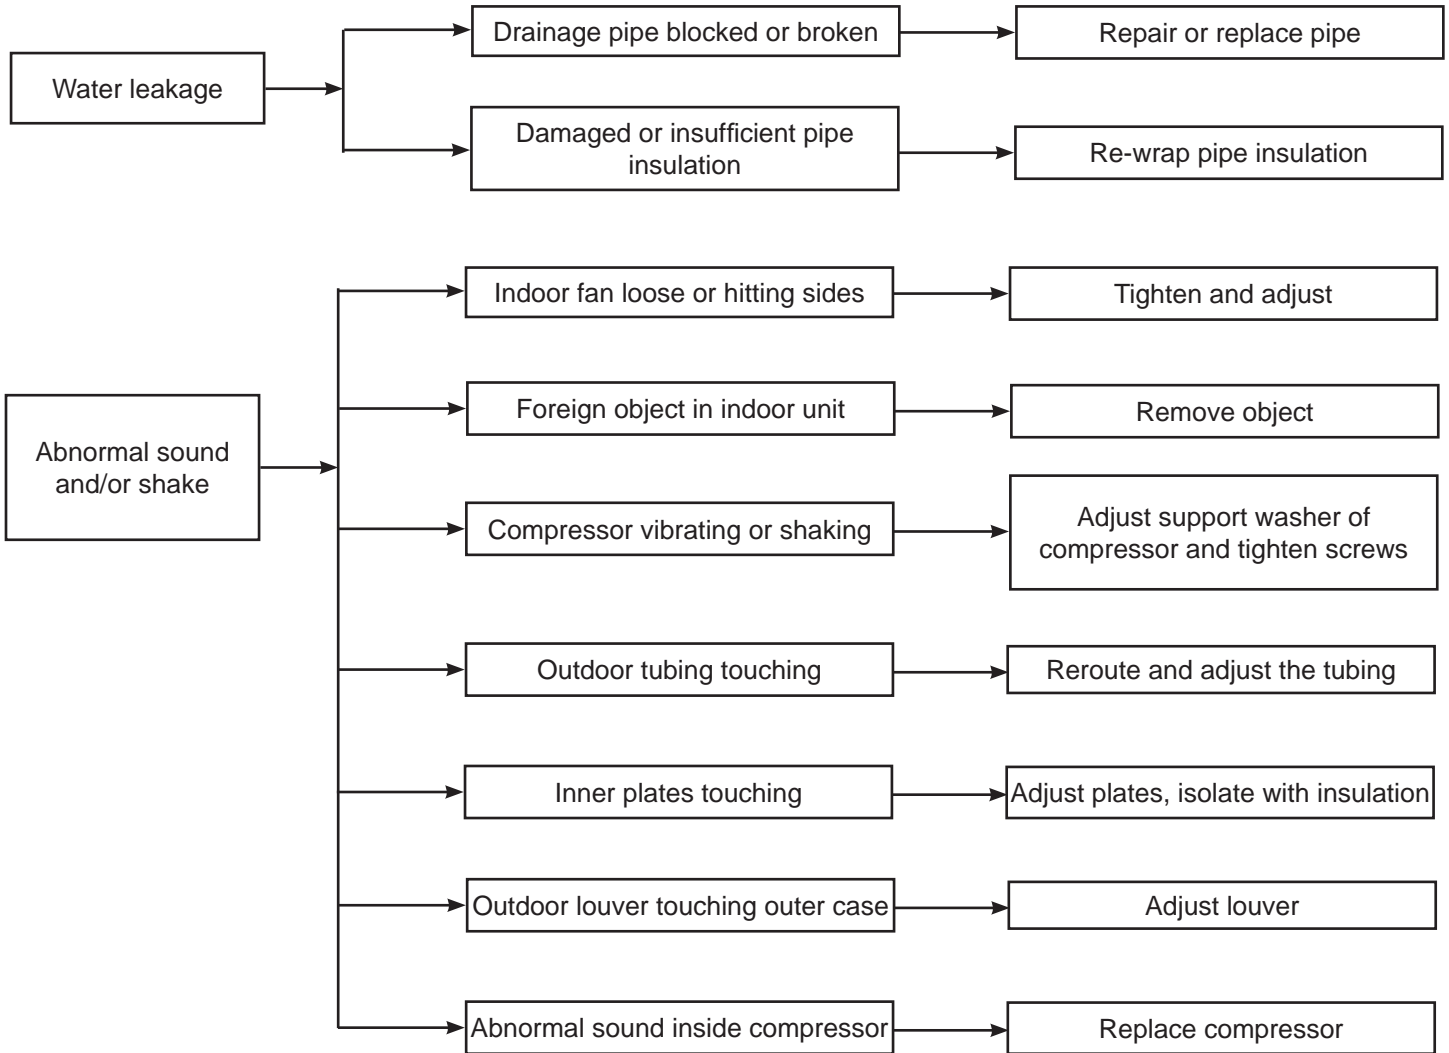 Drainage pipe blocked or broken
Repair or replace pipe
Water leakage
Damaged or insufficient pipe
insulation
Re-wrap pipe insulation
Indoor fan loose or hitting sides
Tighten and adjust
Foreign object in indoor unit
Remove object
Abnormal sound
and/or shake
Compressor vibrating or shaking
Adjust support washer of
compressor and tighten screws
Outdoor tubing touching
Reroute and adjust the tubing
Inner plates touching
Adjust plates, isolate with insulation
Outdoor louver touching outer case
Adjust louver
Abnormal sound inside compressor
Replace compressor